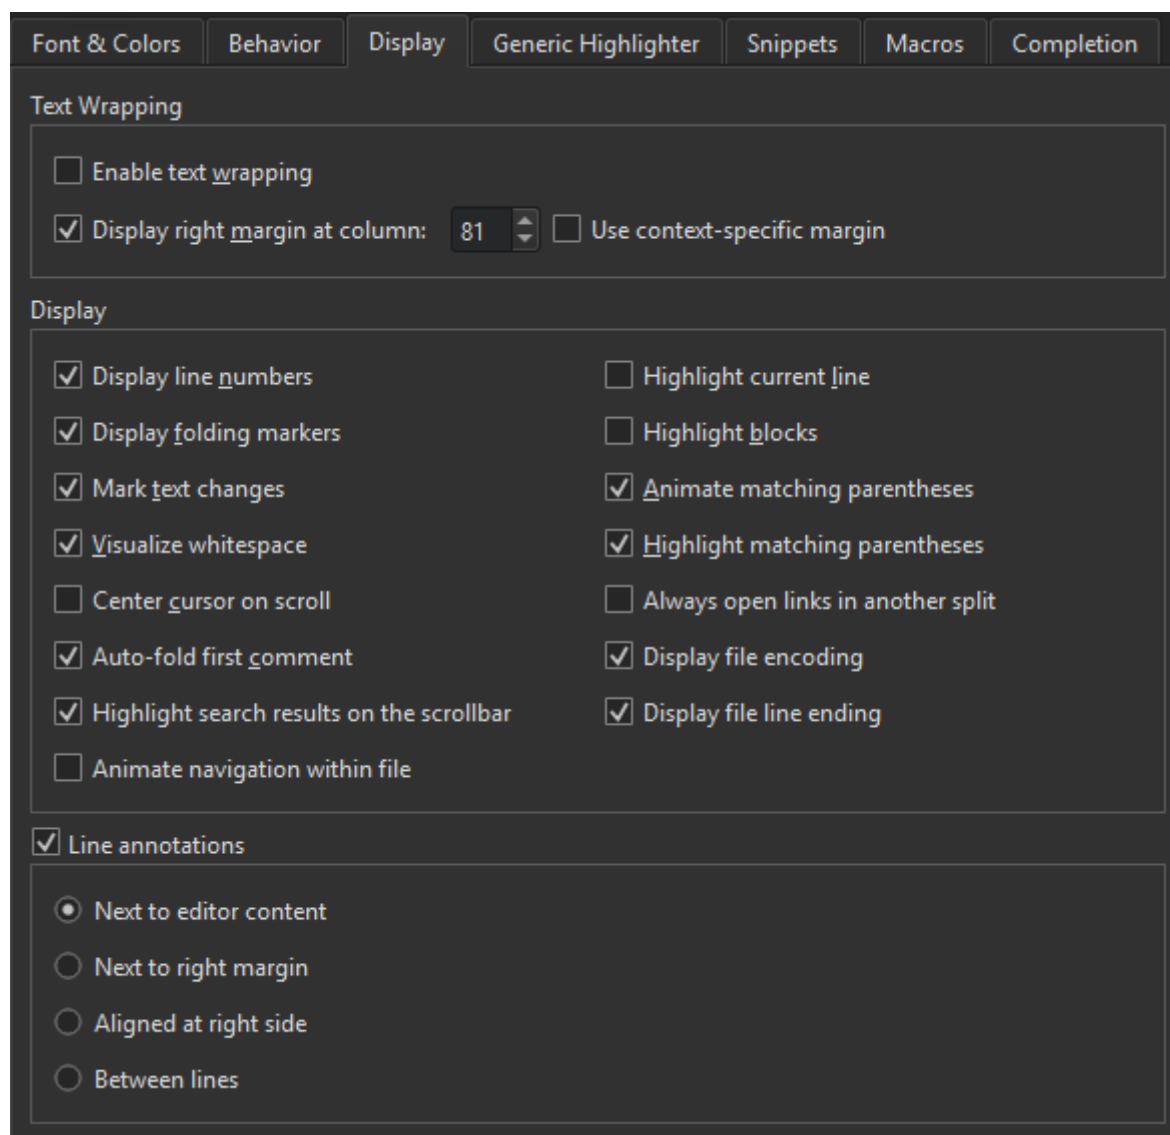 Font & Colors Behavior Display Generic Highlighter Snippets Macros Completion
Text Wrapping
Enable text wrapping
Display right margin at column: 81 Use context-specific margin
Display
Display line numbers Highlight current line
Display folding markers Highlight blocks
Mark text changes Animate matching parentheses
Visualize whitespace Highlight matching parentheses
Center cursor on scroll Always open links in another split
Auto-fold first comment Display file encoding
Highlight search results on the scrollbar Display file line ending
Animate navigation within file
Line annotations
Next to editor content
Next to right margin
Aligned at right side
Between lines